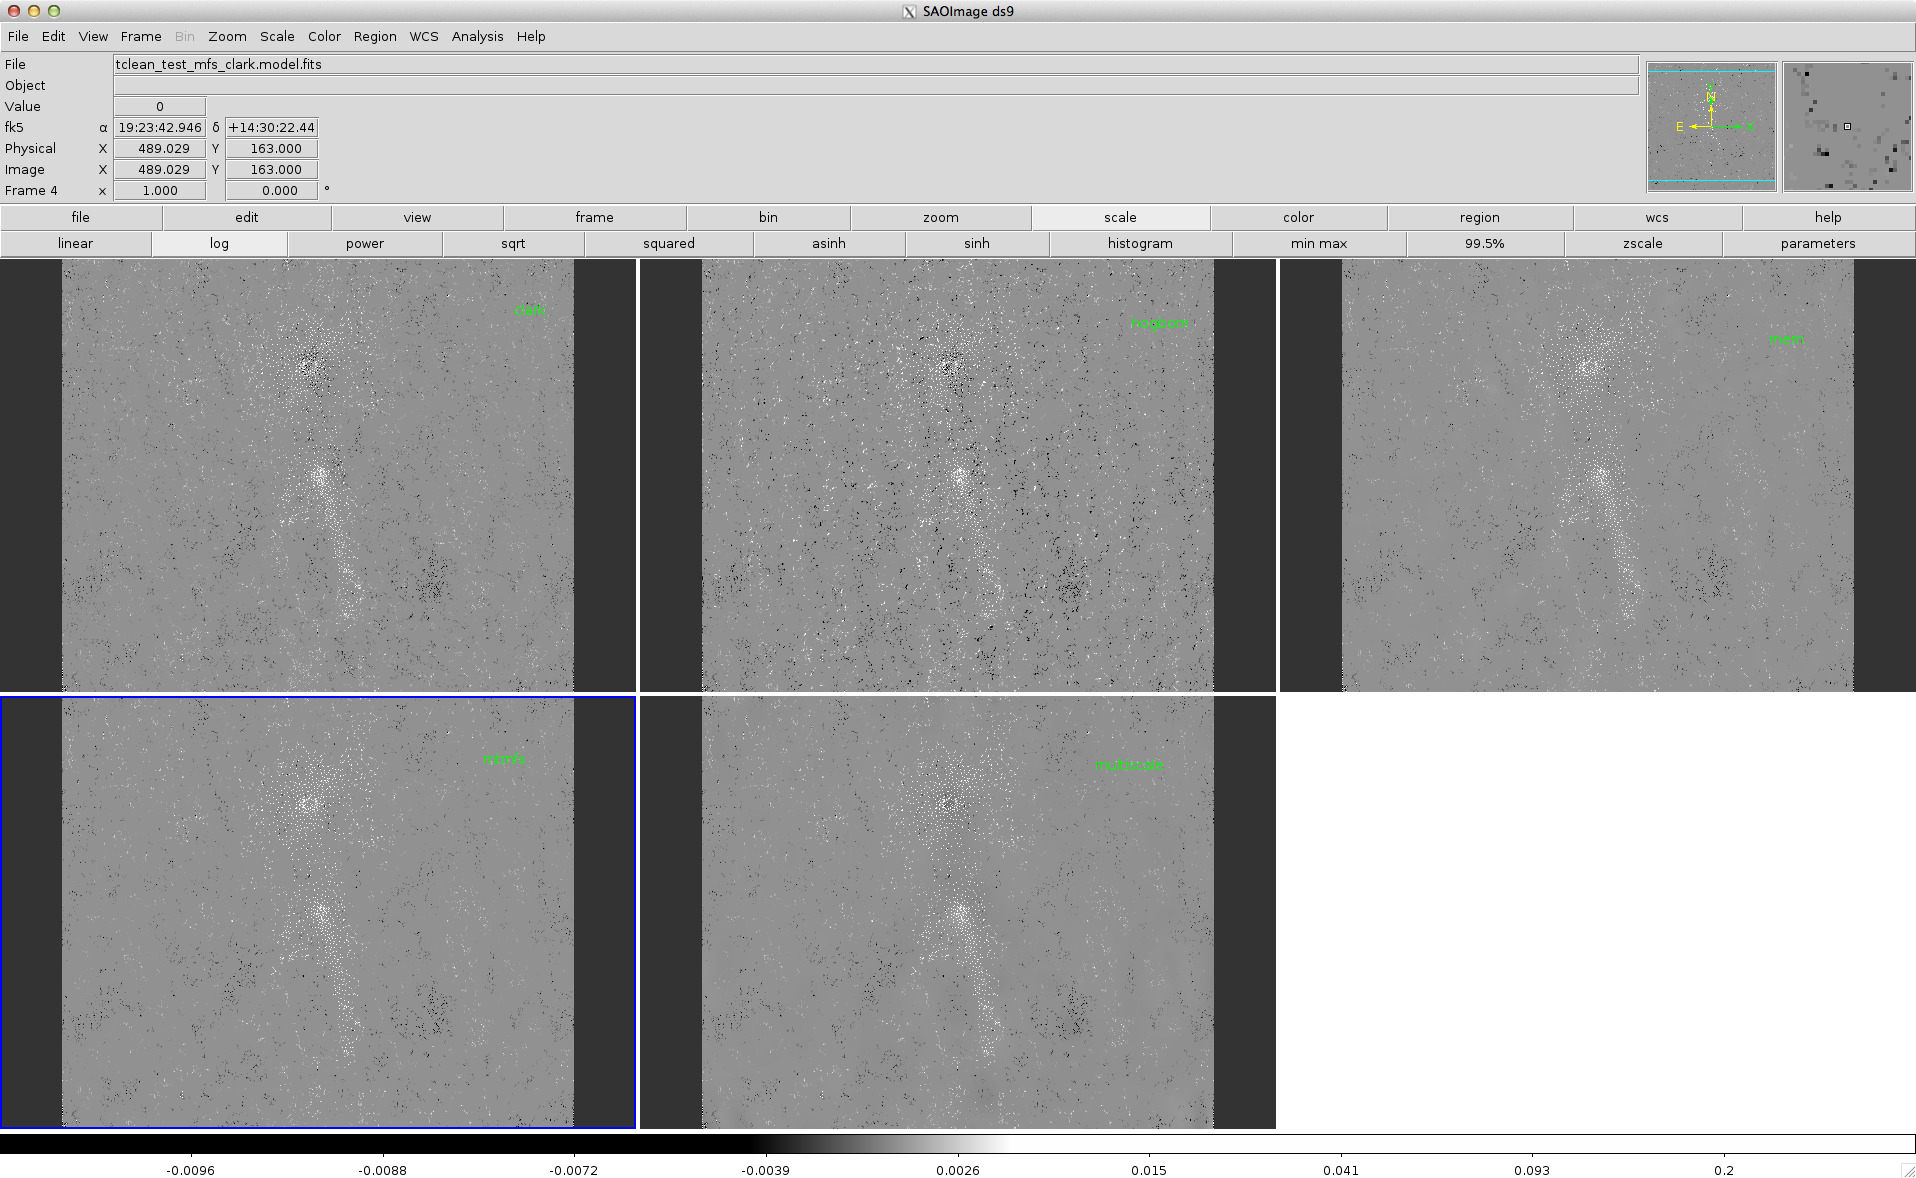 SAOImage ds9
File Edit View Frame Bin Zoom Scale Color Region WCS Analysis Help
File tclean_test_mfs_clark.model.fits
Object
Value 0
fk5 α 19:23:42.946 δ +14:30:22.44
Physical X 489.029 Y 163.000
Image X 489.029 Y 163.000
Frame 4 x 1.000 0.000 °
N
E
file edit view frame bin zoom scale color region wcs help
linear log power sqrt squared asinh sinh histogram min max 99.5% zscale parameters
hogbom
mem
multiscale
-0.0096 -0.0088 -0.0072 -0.0039 0.0026 0.015 0.041 0.093 0.2